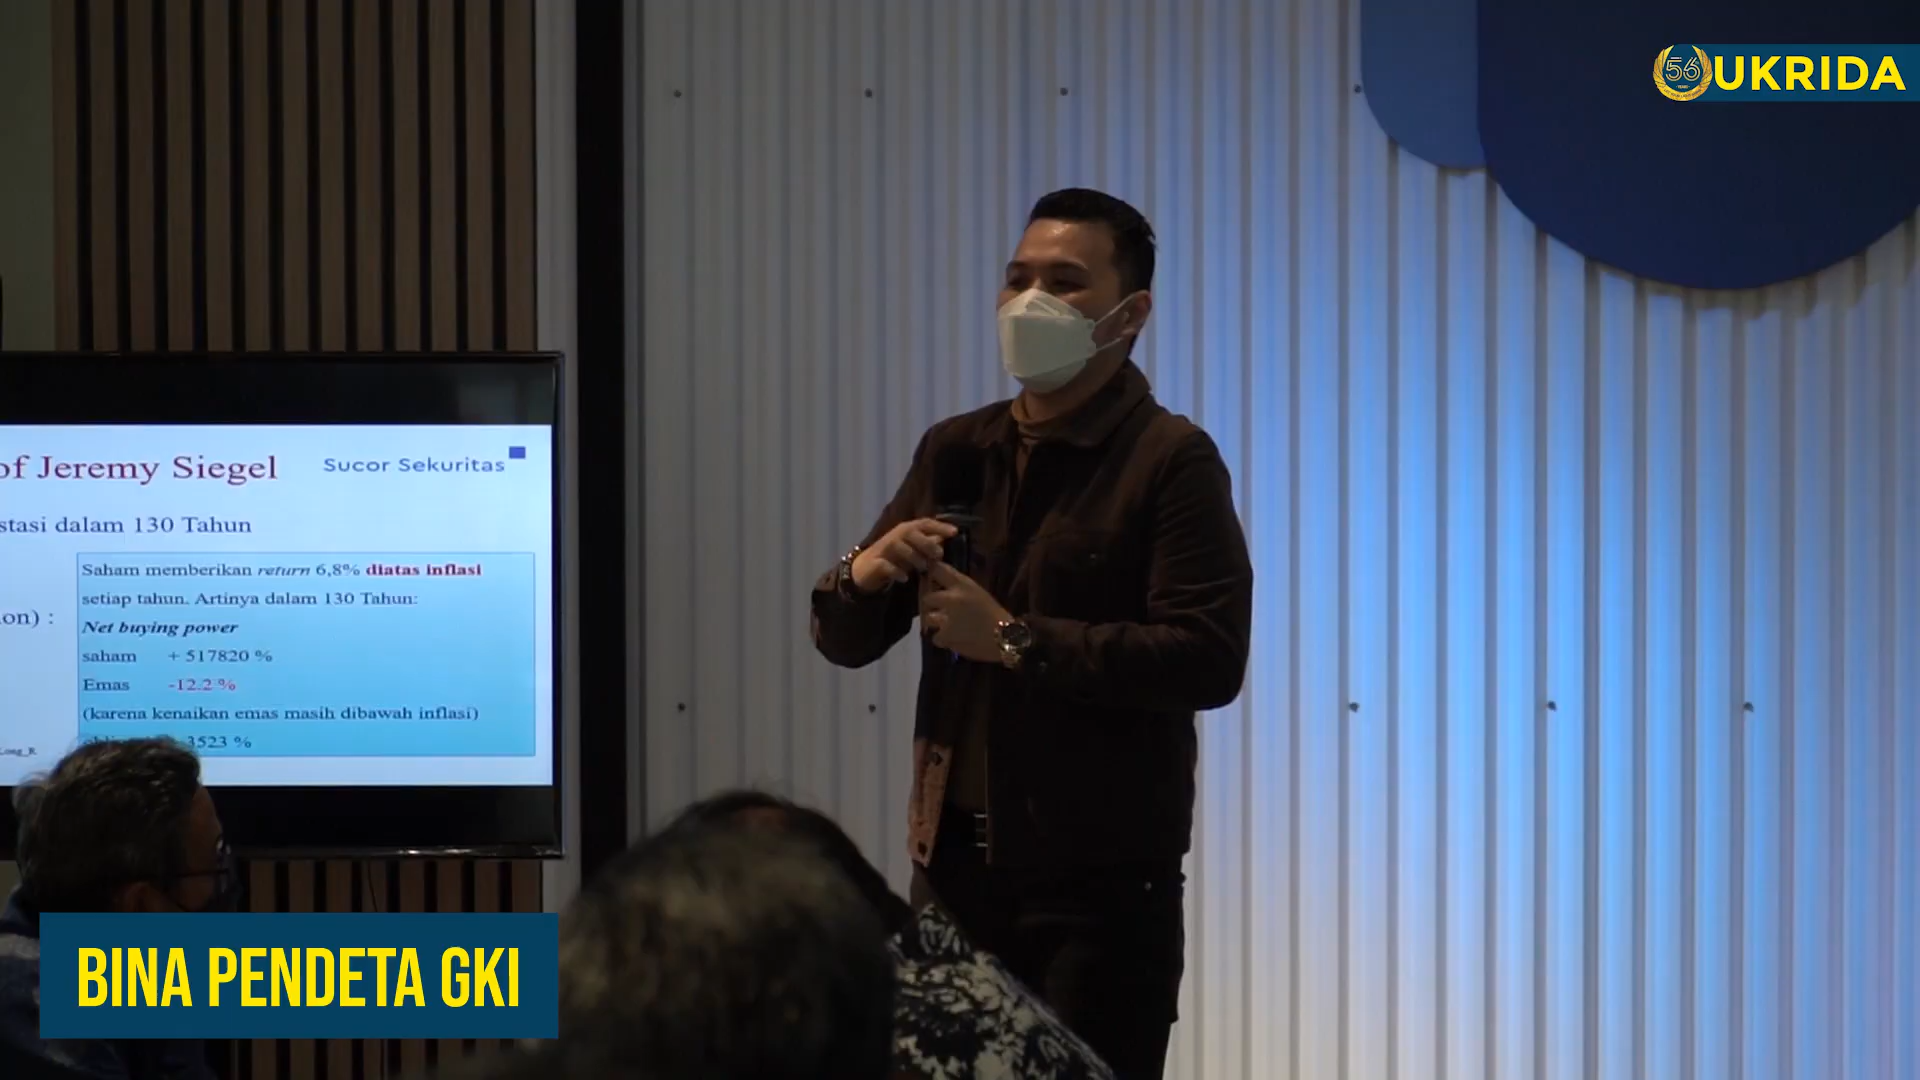 56 UKRIDA
of Jeremy Siegel
Sucor Sekuritas
stasi dalam 130 Tahun
Saham memberikan return 6,8% diatas inflasi
setiap tahun. Artinya dalam 130 Tahun:
on) :
Net buying power
saham + 517820 %
Emas -12.2 %
(karena kenaikan emas masih dibawah inflasi)
3523 %
BINA PENDETA GKI